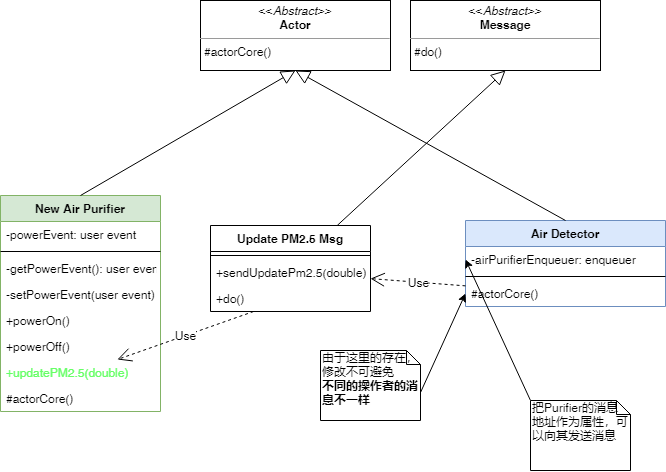 <<Abstract>>
Actor
#actorCore()
<<Abstract>>
Message
#do()
New Air Purifier
-powerEvent: user event
-getPowerEvent(): user ever
-setPowerEvent(user event)
+powerOn()
+powerOff()
+updatePM2.5(double)
#actorCore()
Update PM2.5 Msg
+sendUpdatePm2.5(double)
+do()
Air Detector
-airPurifierEnqueuer: enqueuer
#actorCore()
Use
Use
由于这里的存在，
修改不可避免
不同的操作者的消
息不一样
把Purifier的消息
地址作为属性，可
以向其发送消息